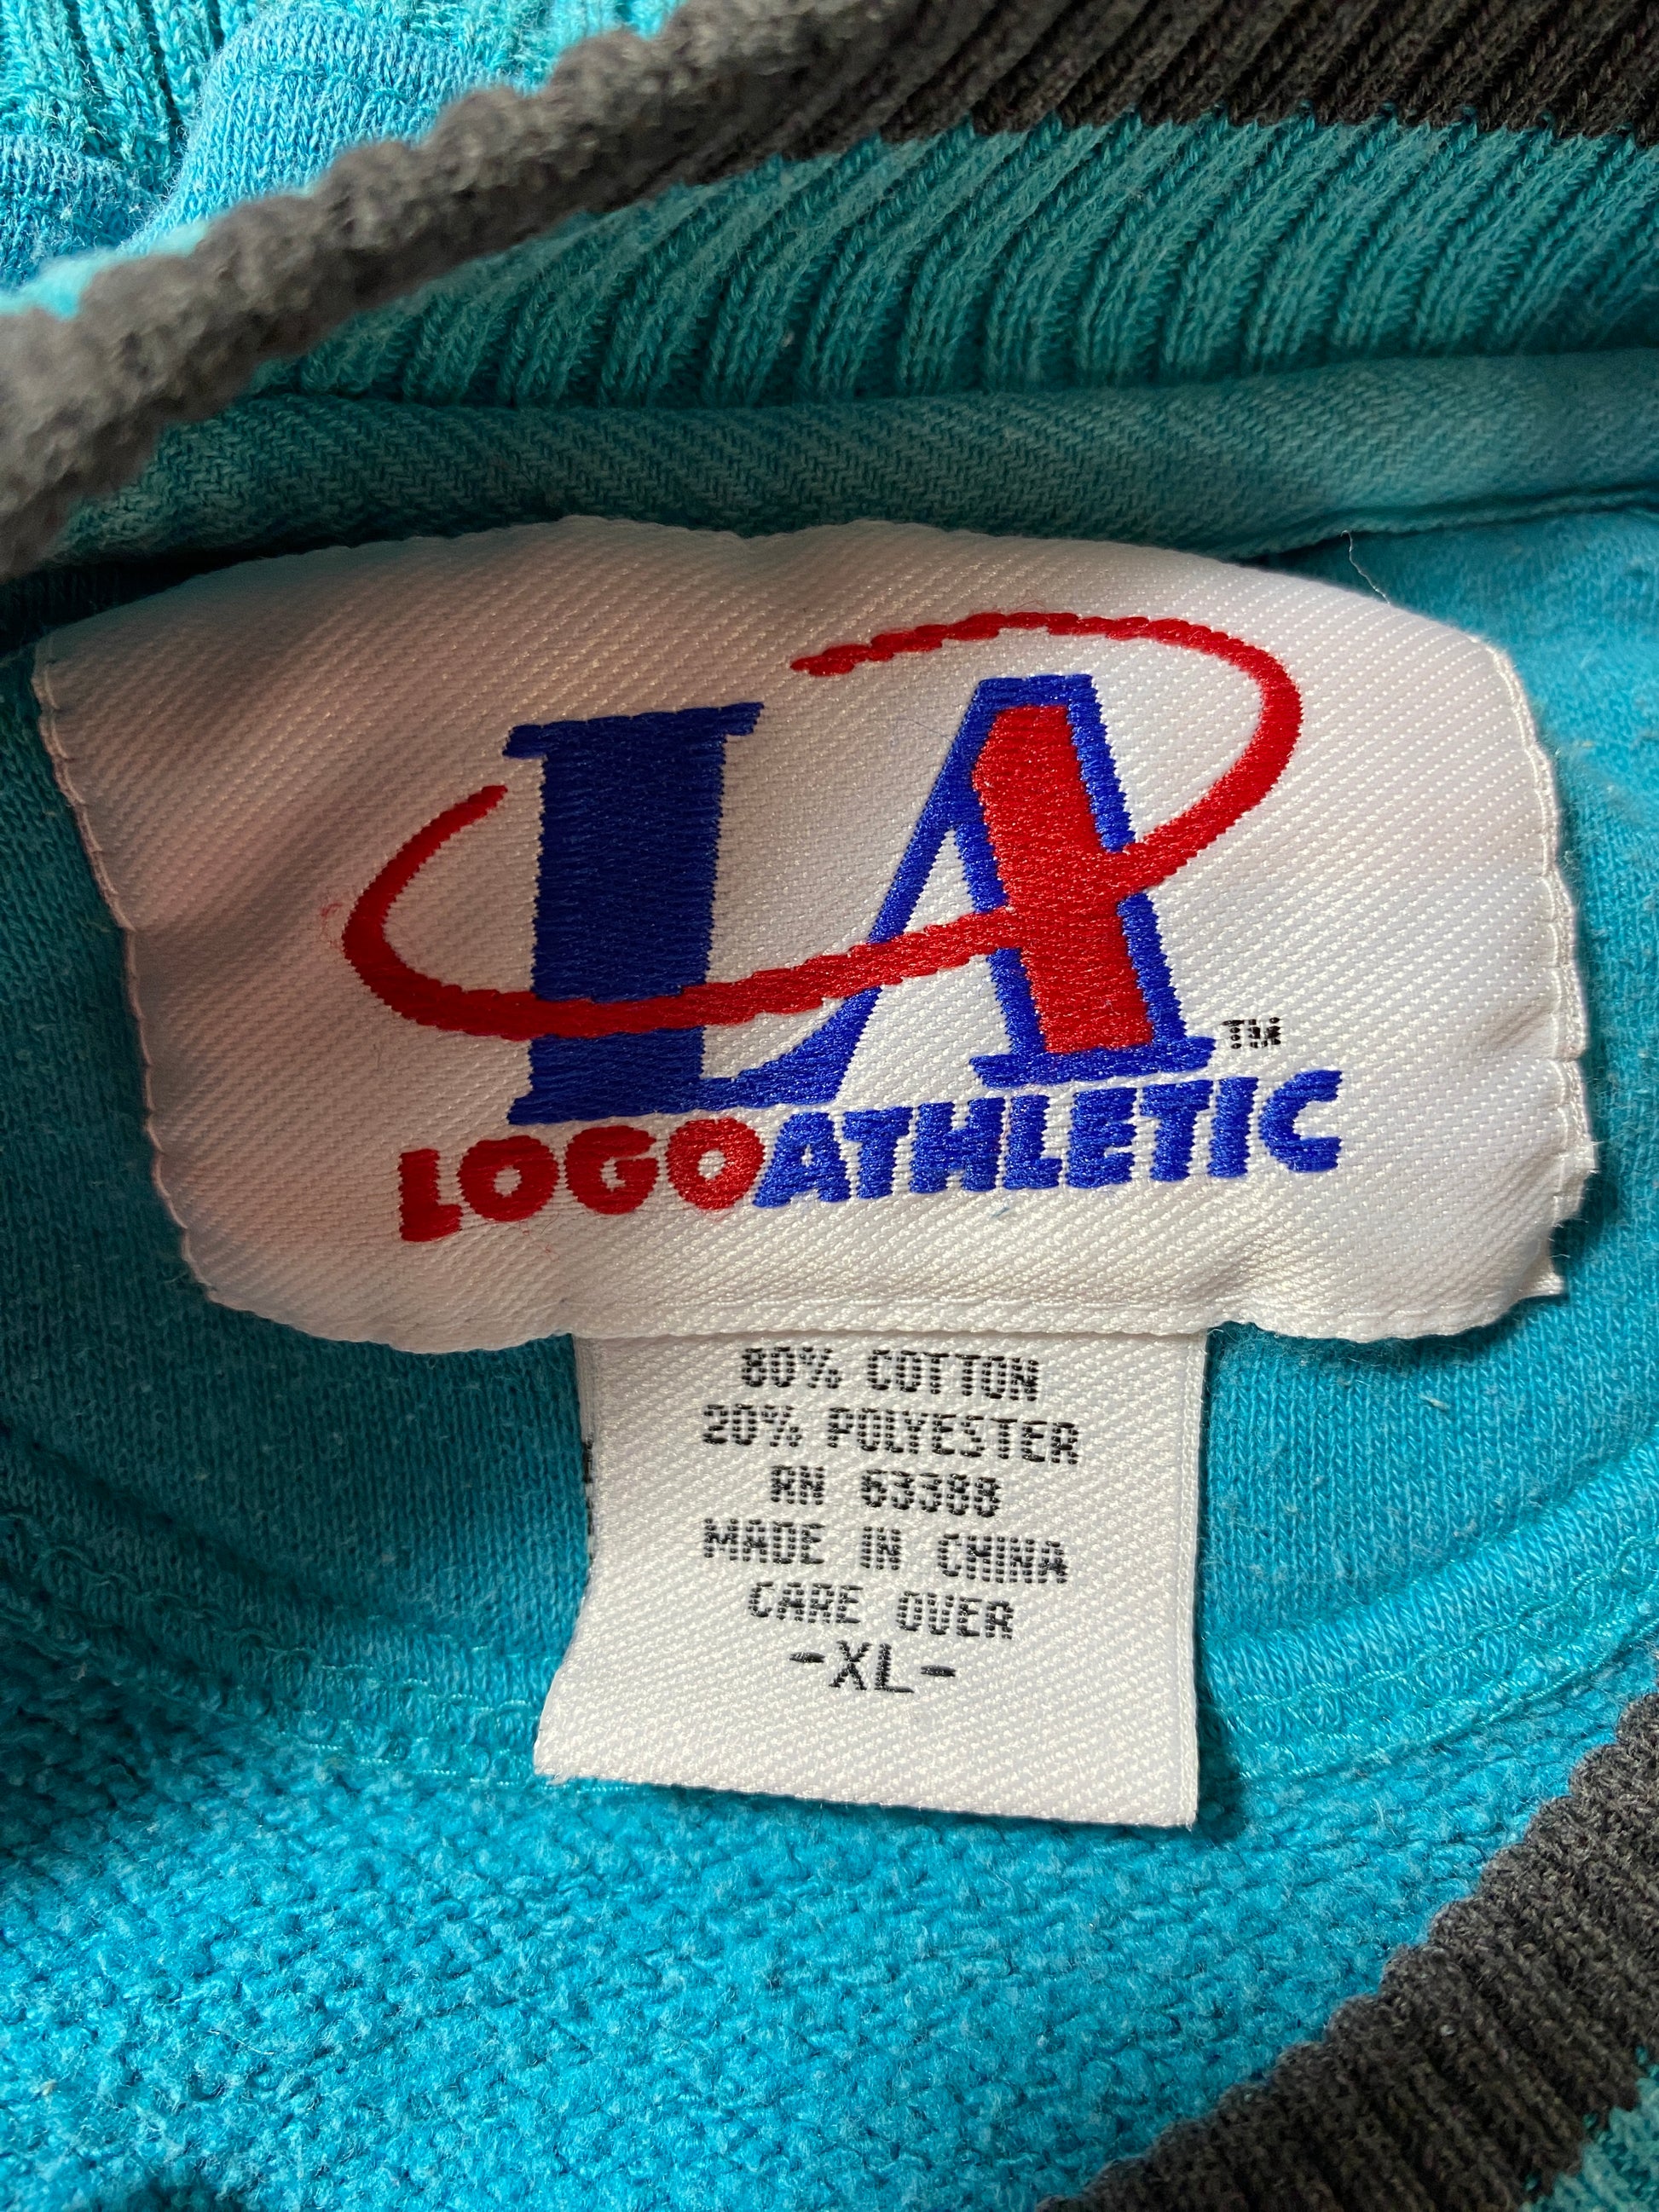 LA
TM
LOGOATHLETIC
80% COTTON
20% POLYESTER
RN 63388
MADE IN CHINA
CARE OVER
-XL-